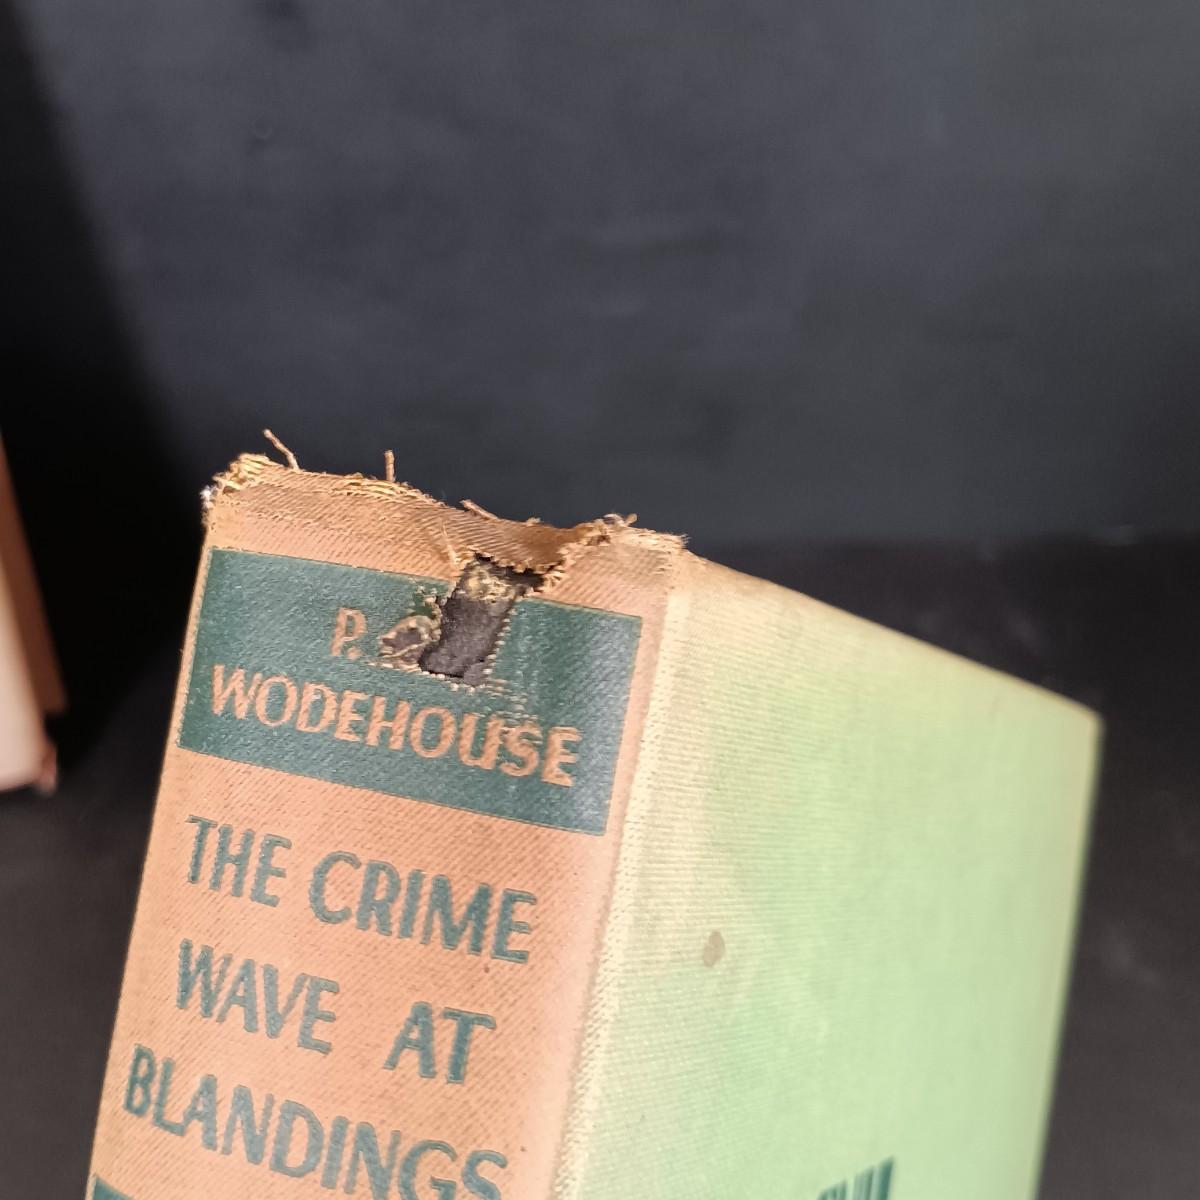 P.
WODEHOUSE
THE CRIME
WAVE AT
BLANDINGS